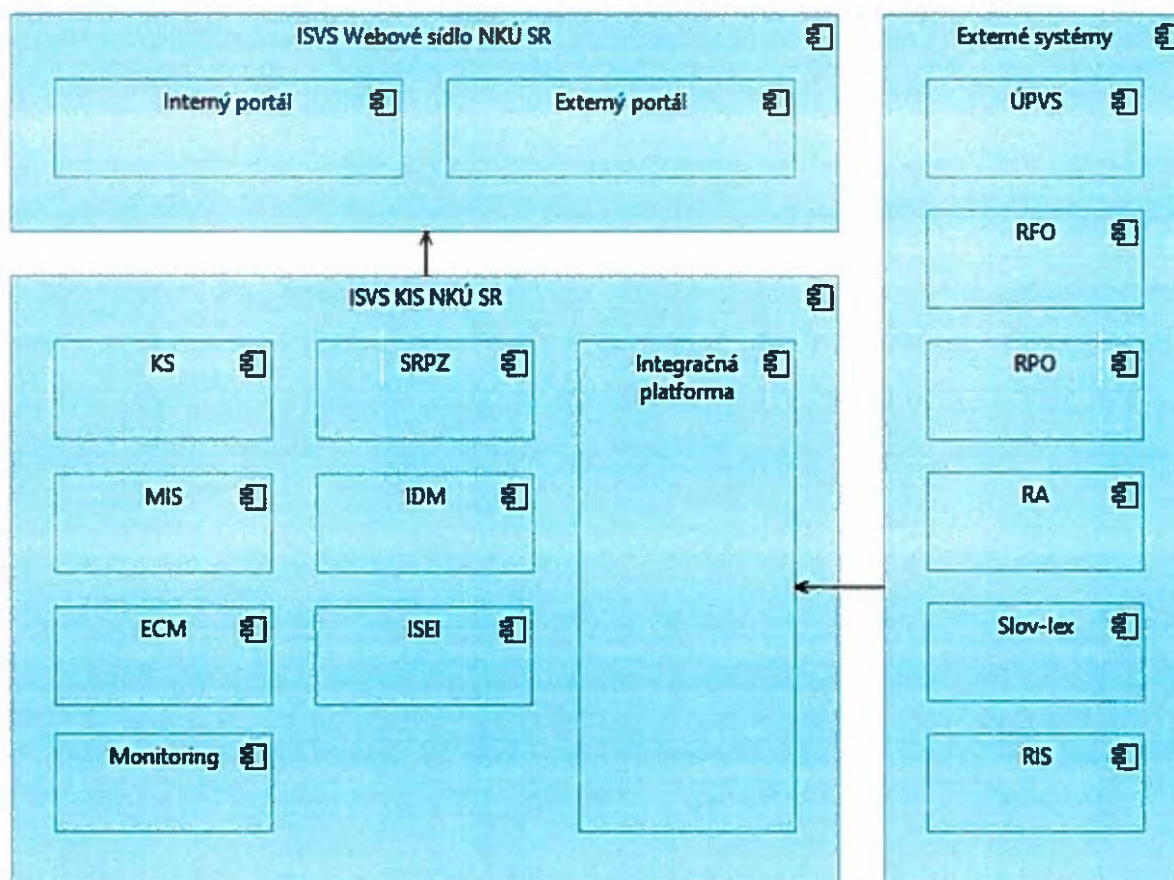 ISVS Webové sídlo NKÚ SR
Interný portál
Externý portál
ISVS KIS NKÚ SR
KS
SRPZ
Integračná
platforma
MIS
IDM
ECM
ISEI
Monitoring
Externé systémy
ÚPVS
RFO
RPO
RA
Slov-lex
RIS